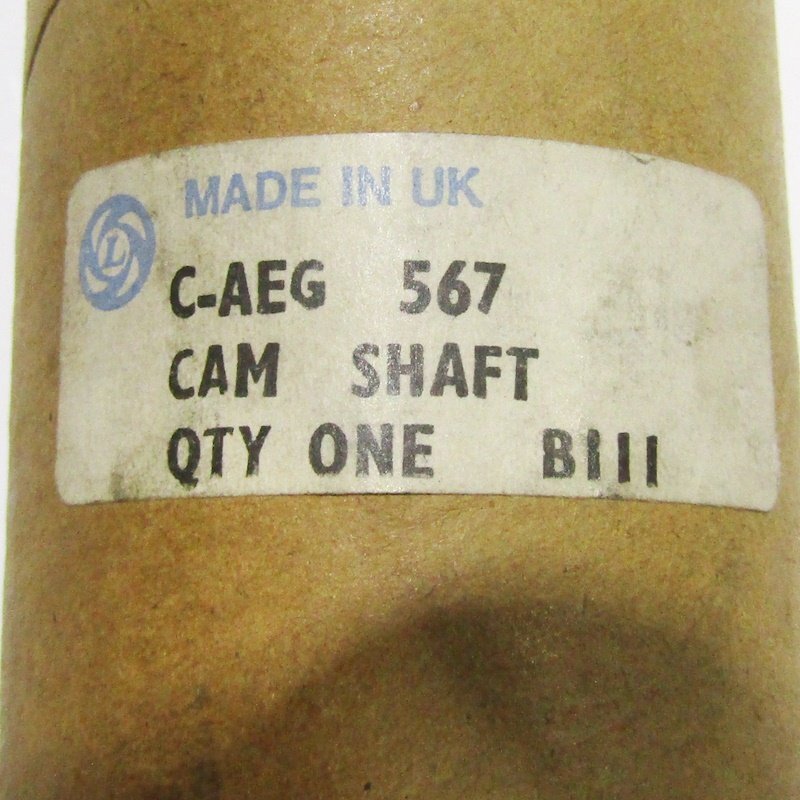 MADE IN UK
L
C-AEG 567
CAM SHAFT
QTY ONE B111